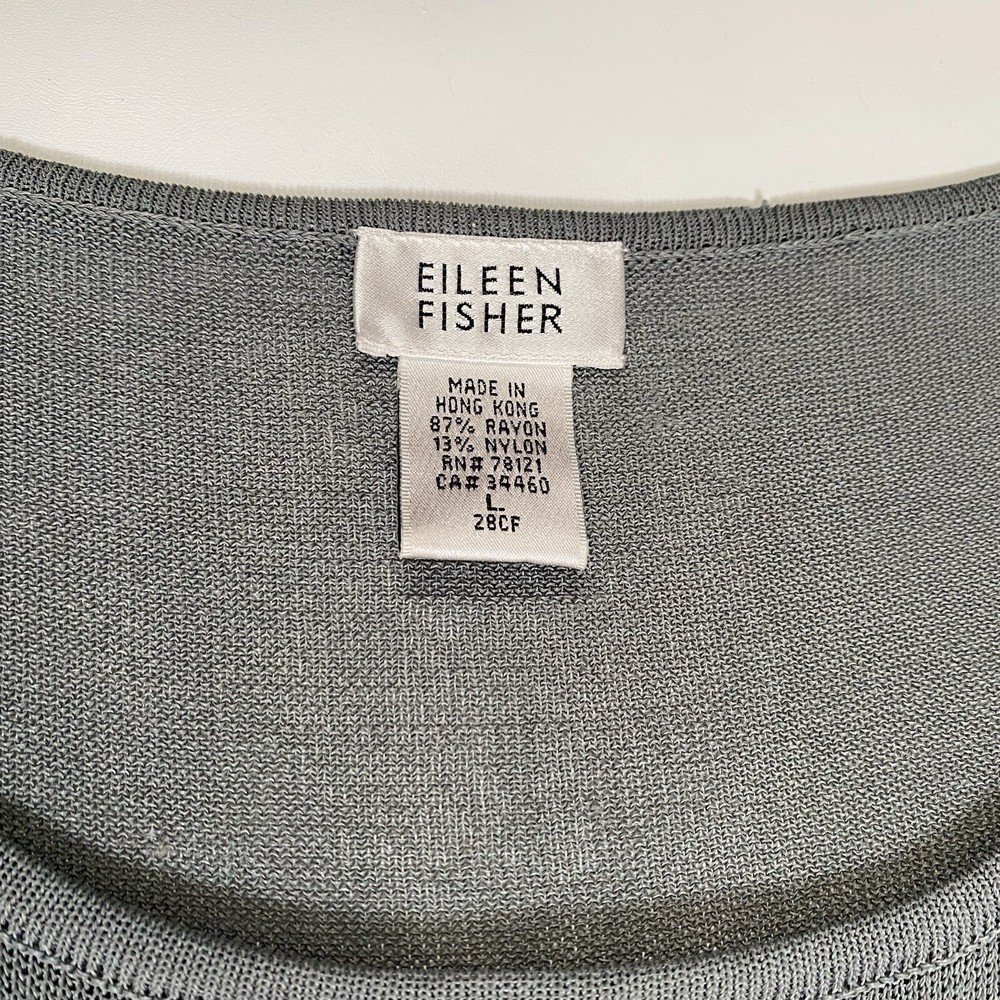 EILEEN
FISHER
MADE IN
HONG KONG
87% RAYON
13% NYLON
RN# 78121
CA# 34460
L
28CF